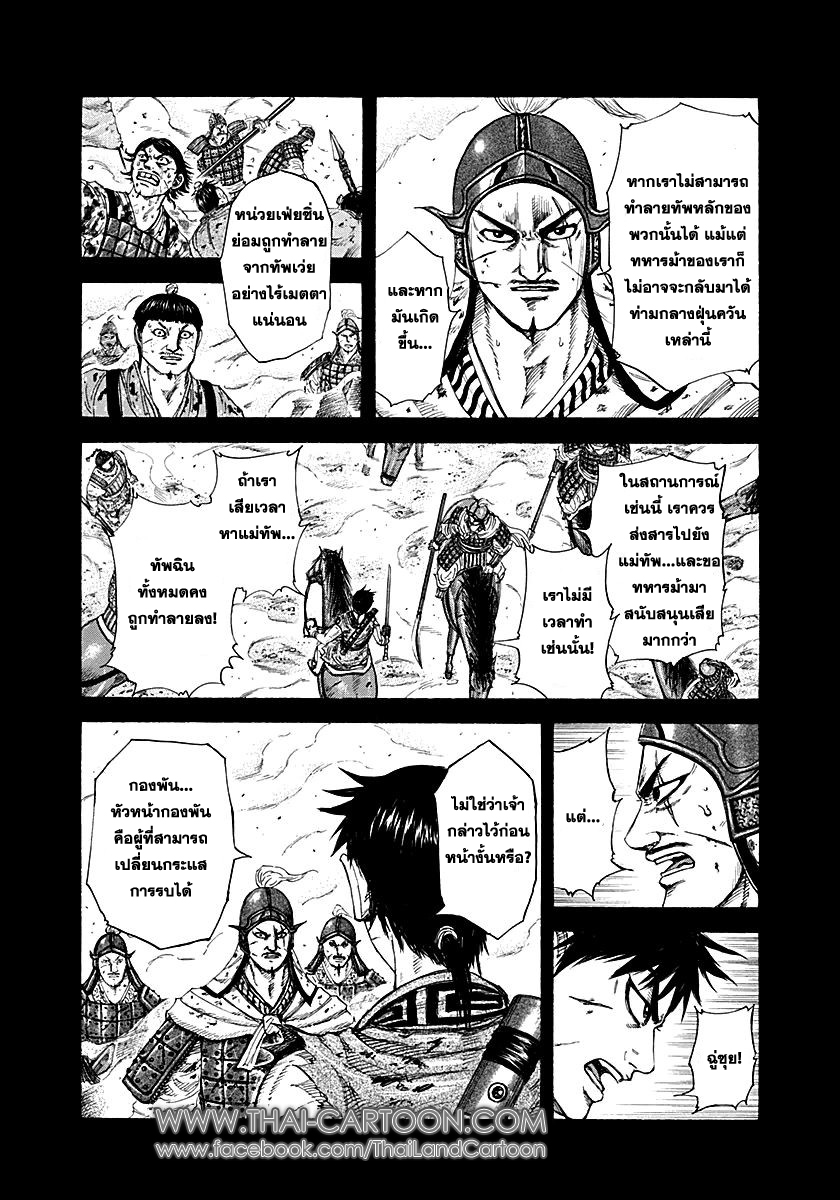 หากเราไม่สามารถ
ทำลายทัพหลักของ
พวกนั้นได้ แม้แต่
ทหารม้าของเราก็
ไม่อาจจะกลับมาได้
ท่ามกลางฝุ่นควัน
เหล่านี้
และหาก
มันเกิด
ขึ้น...
หน่วยเฟ่ยซิ่น
ย่อมถูกทำลาย
จากทัพเว่ย
อย่างไร้เมตตา
แน่นอน
ในสถานการณ์
เช่นนี้ เราควร
ส่งสารไปยัง
แม่ทัพ...และขอ
ทหารม้ามา
สนับสนุนเสีย
มากกว่า
เราไม่มี
เวลาทำ
เช่นนั้น!
ถ้าเรา
เสียเวลา
หาแม่ทัพ...
ทัพฉิน
ทั้งหมดคง
ถูกทำลายลง!
แต่...
ฉู่ซุย!
ไม่ใช่ว่าเจ้า
กล่าวไว้ก่อน
หน้างั้นหรือ?
กองพัน...
หัวหน้ากองพัน
คือผู้ที่สามารถ
เปลี่ยนกระแส
การรบได้
WWW.THAI-CARTOON.COM
www.facebook.com/ThaiLandCartoon